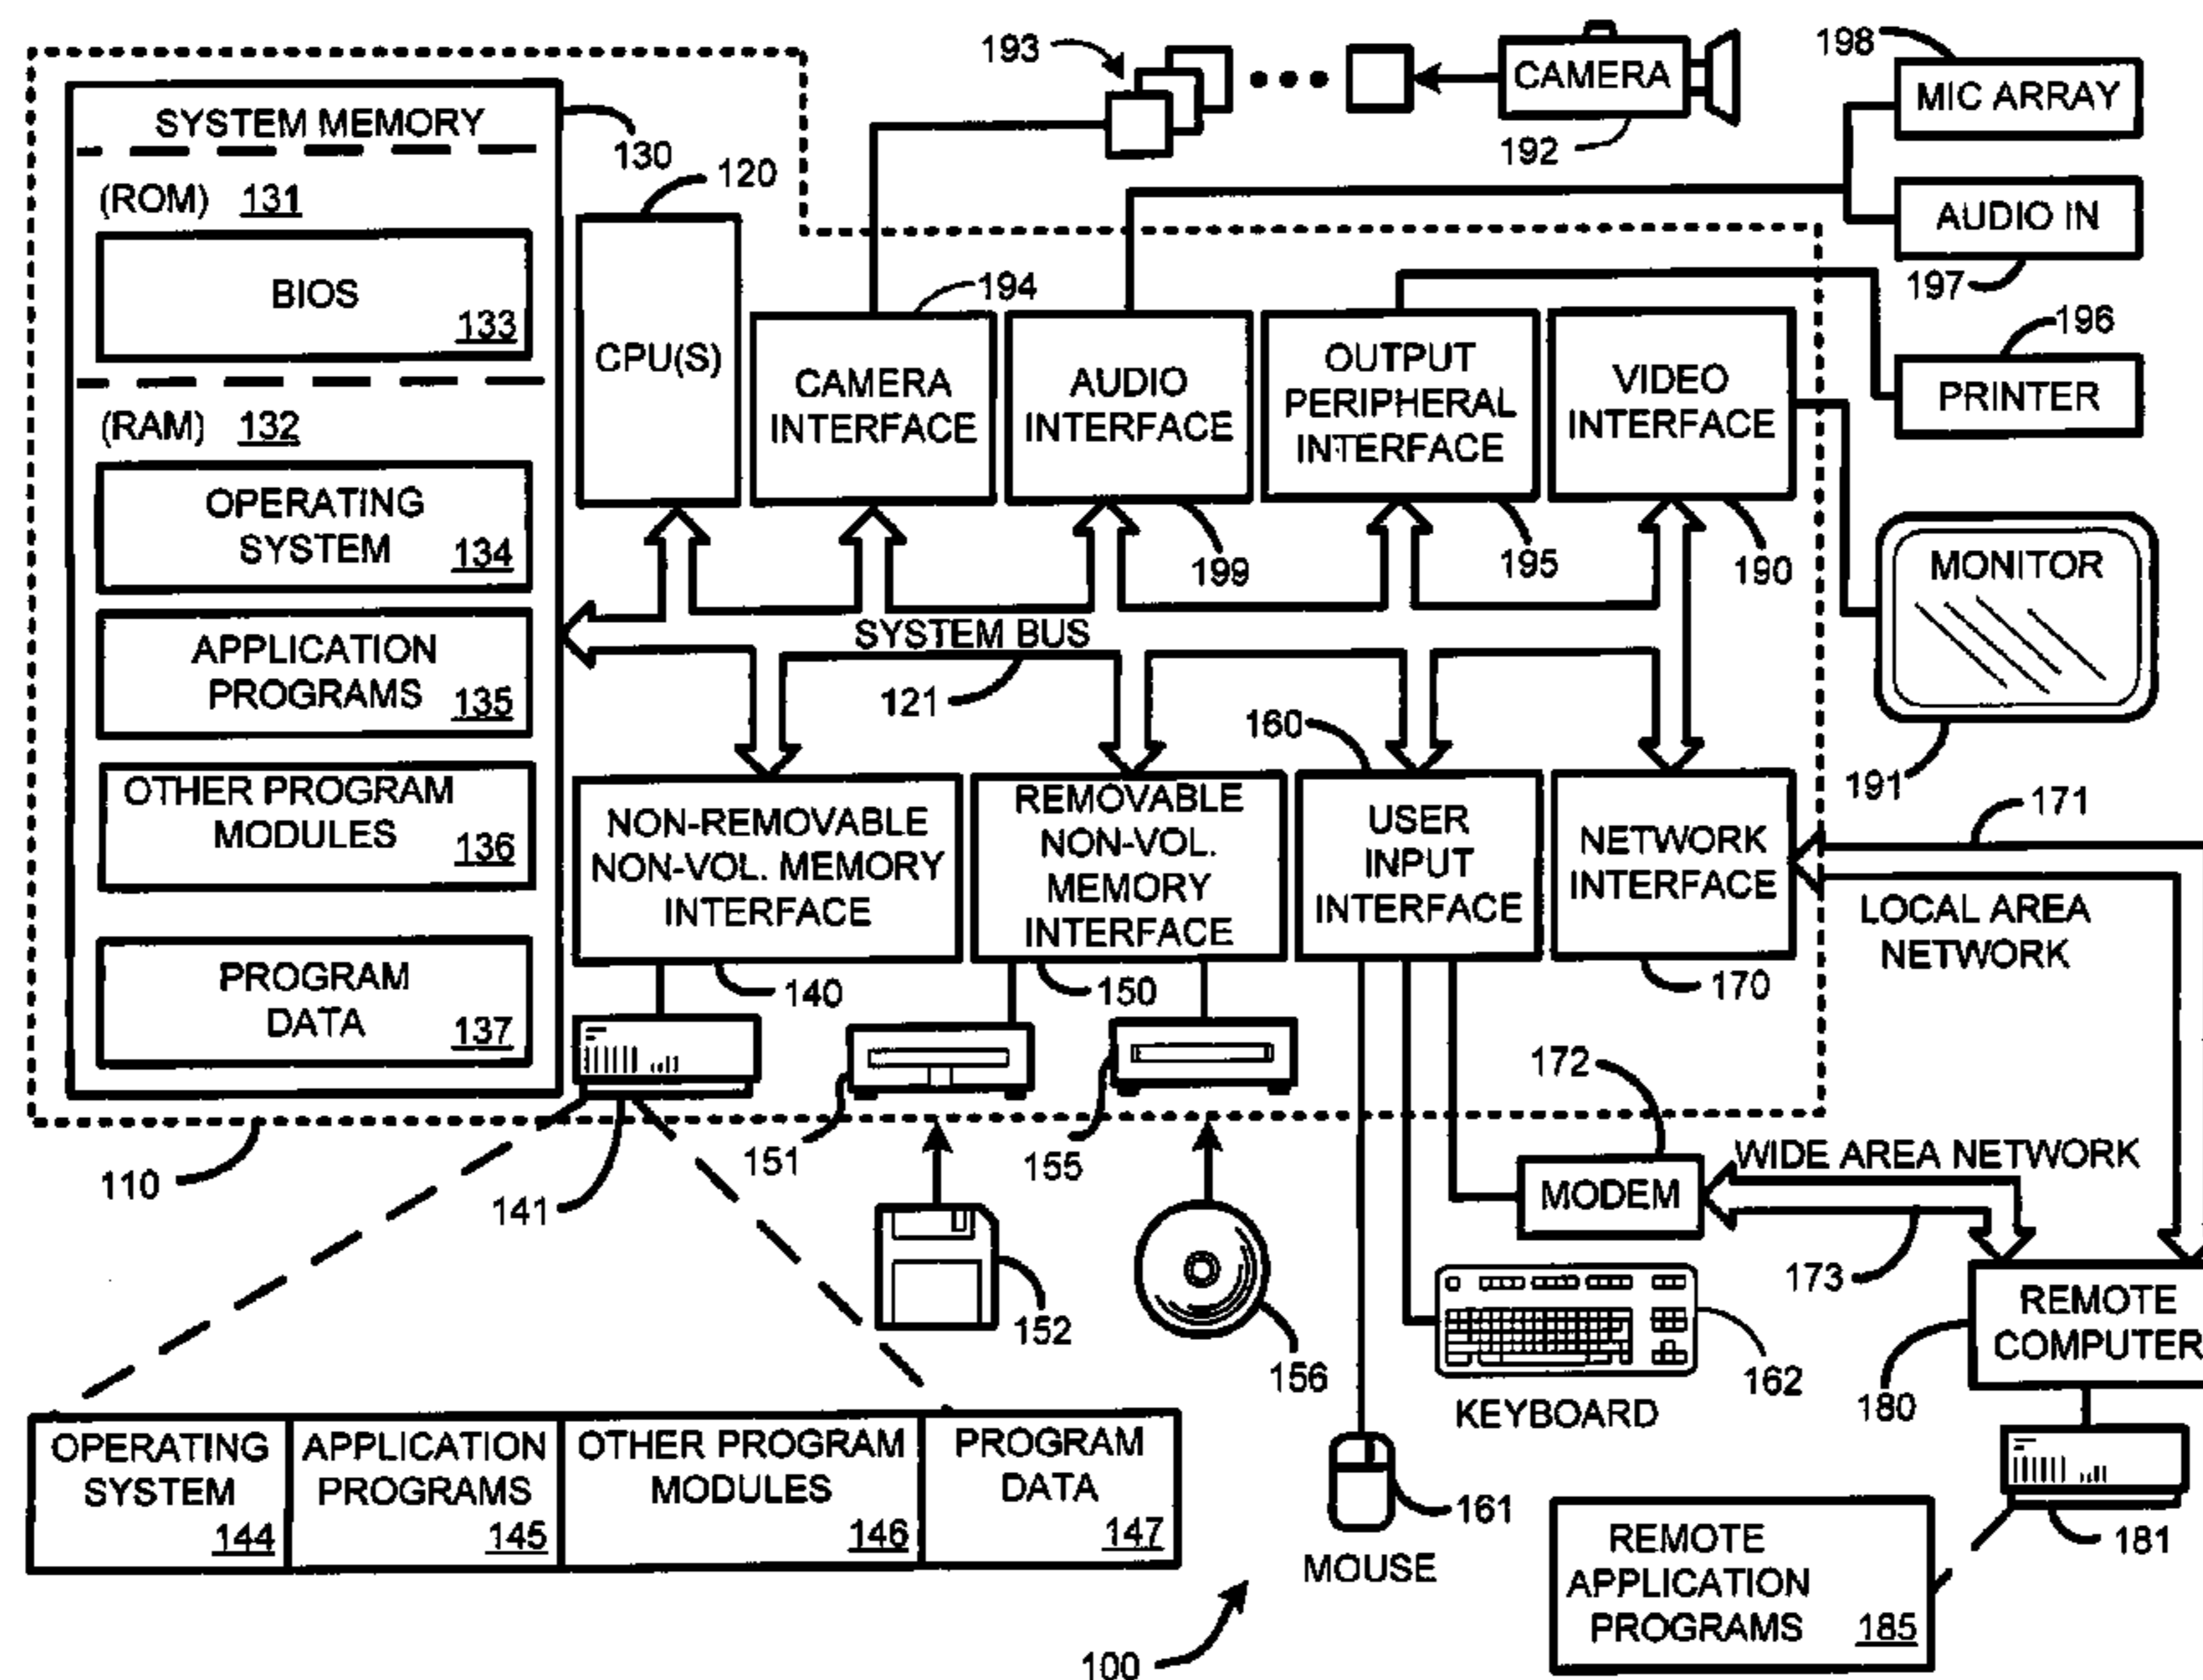 193
CAMERA
192
198
MIC ARRAY
AUDIO IN
197
SYSTEM MEMORY
130
120
(ROM) 131
BIOS
133
(RAM) 132
OPERATING
SYSTEM 134
APPLICATION
PROGRAMS 135
OTHER PROGRAM
MODULES 136
PROGRAM
DATA 137
CPU(S)
194
CAMERA
INTERFACE
AUDIO
INTERFACE
199
OUTPUT
PERIPHERAL
INTERFACE
195
VIDEO
INTERFACE
190
196
PRINTER
MONITOR
191
SYSTEM BUS
121
NON-REMOVABLE
NON-VOL. MEMORY
INTERFACE
140
REMOVABLE
NON-VOL.
MEMORY
INTERFACE
150
160
USER
INPUT
INTERFACE
NETWORK
INTERFACE
170
171
LOCAL AREA
NETWORK
110
141
151
155
152
156
172
MODEM
WIDE AREA NETWORK
173
REMOTE
COMPUTER
180
181
162
KEYBOARD
161
MOUSE
OPERATING
SYSTEM
144
APPLICATION
PROGRAMS
145
OTHER PROGRAM
MODULES
146
PROGRAM
DATA
147
REMOTE
APPLICATION
PROGRAMS 185
100